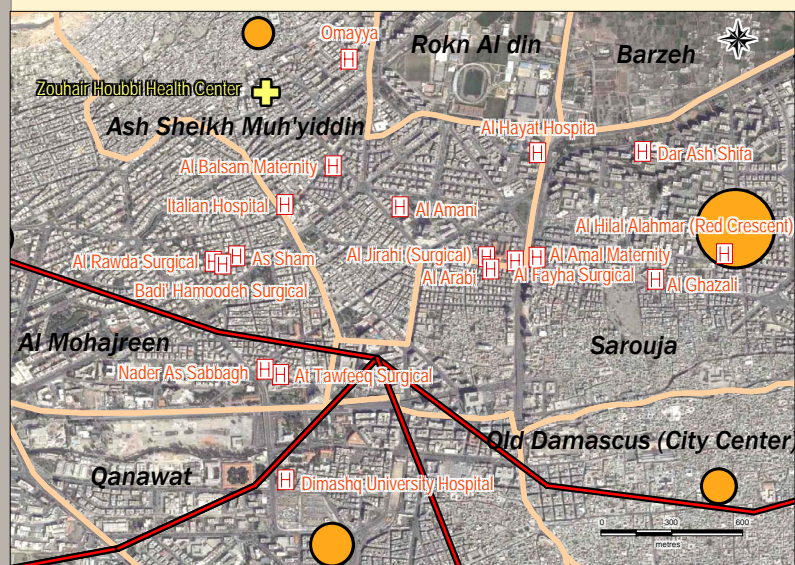 Omayya
Rokn Al din
Barzeh
Zouhair Houbbi Health Center
Ash Sheikh Muh'yiddin
Al Hayat Hospita
Dar Ash Shifa
Al Balsam Maternity
Italian Hospital
Al Amani
Al Hilal Alahmar (Red Crescent)
Al Rawda Surgical
As Sham
Al Jirahi (Surgical)
Al Amal Maternity
Al Arabi
Al Fayha Surgical
Badi' Hamoodeh Surgical
Al Ghazali
Al Mohajreen
Sarouja
Nader As Sabbagh
At Tawfeeq Surgical
Old Damascus (City Center)
Qanawat
Dimashq University Hospital
0 300 600
metres